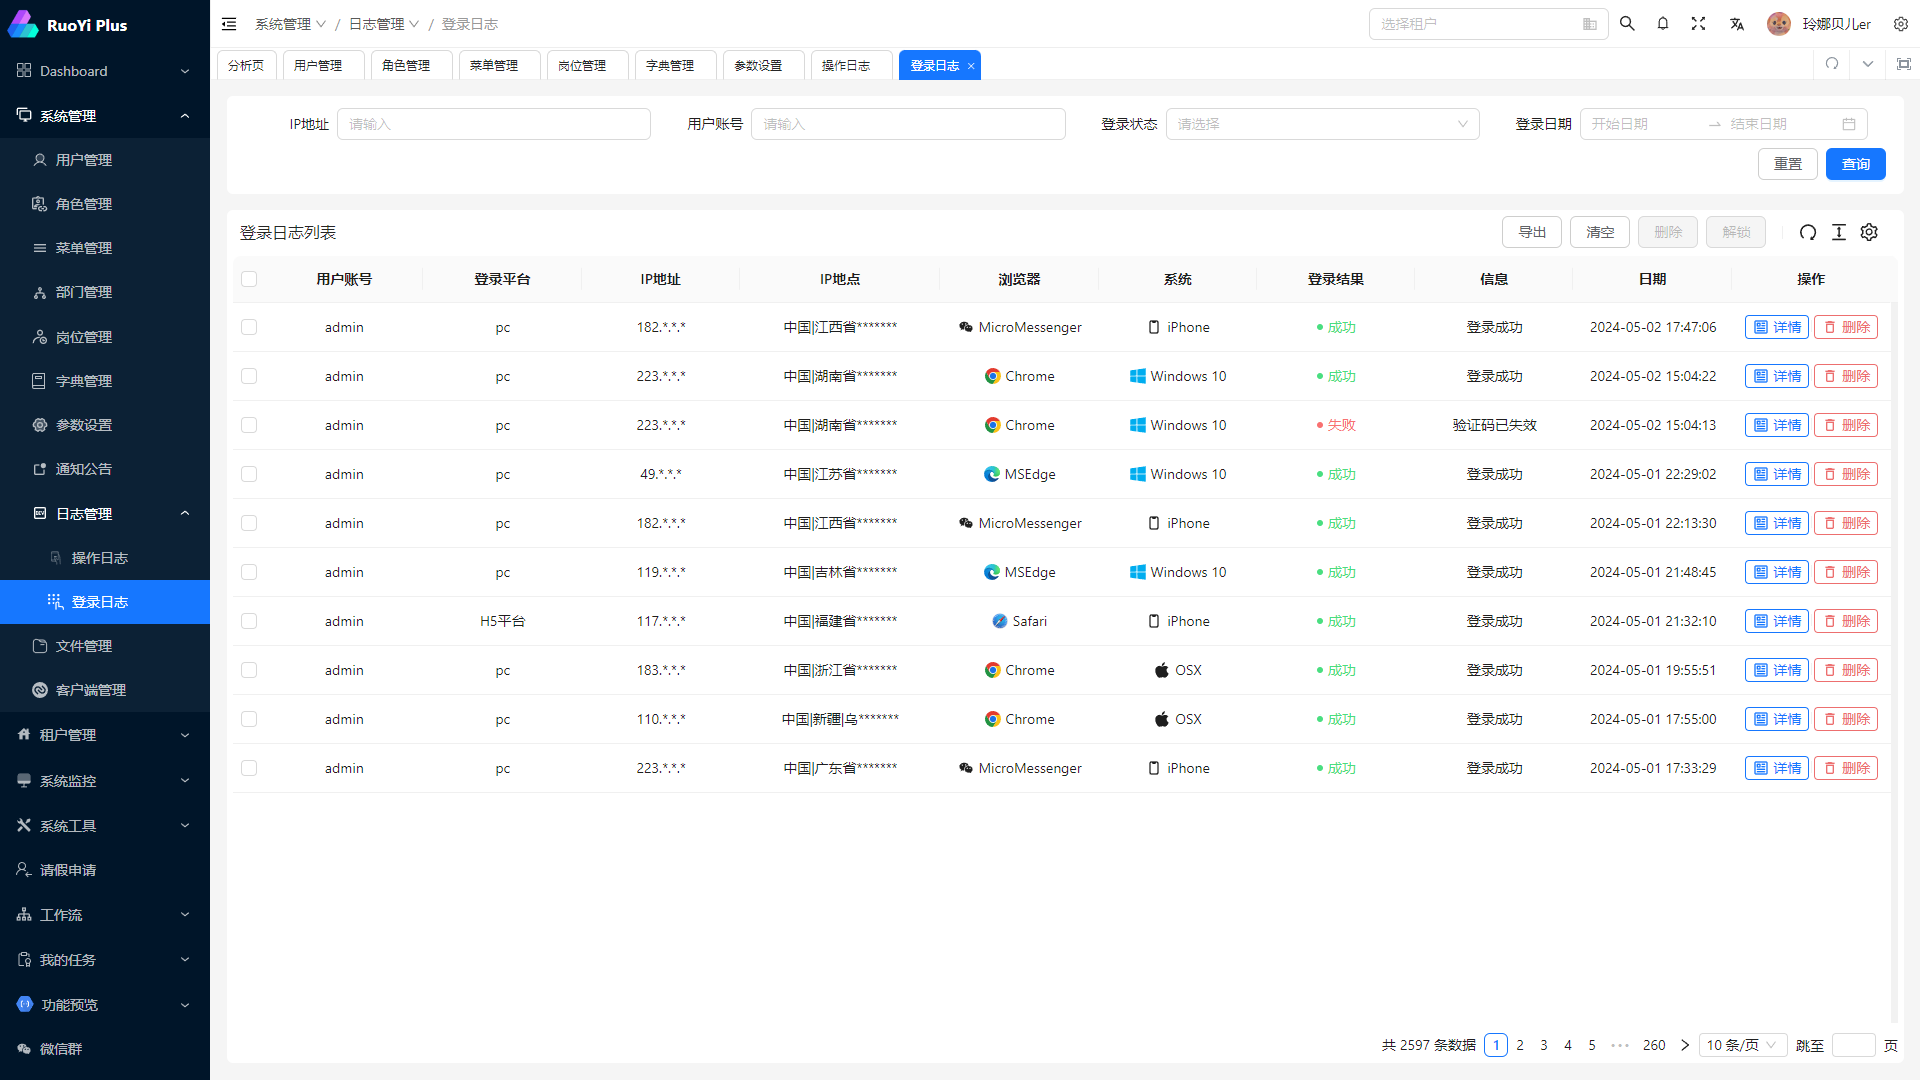 RuoYi Plus
Dashboard
系统管理
用户管理
角色管理
菜单管理
部门管理
岗位管理
字典管理
参数设置
通知公告
日志管理
操作日志
登录日志
文件管理
客户端管理
租户管理
系统监控
系统工具
请假申请
工作流
我的任务
功能预览
微信群
系统管理 / 日志管理 / 登录日志
选择租户
玲娜贝儿er
分析页 用户管理 角色管理 菜单管理 岗位管理 字典管理 参数设置 操作日志 登录日志 ×
IP地址 请输入 用户账号 请输入 登录状态 请选择 登录日期 开始日期 → 结束日期
重置 查询
登录日志列表 导出 清空 删除 解锁
用户账号 登录平台 IP地址 IP地点 浏览器 系统 登录结果 信息 日期 操作
admin pc 182.*.*.* 中国|江西省******* MicroMessenger iPhone 成功 登录成功 2024-05-02 17:47:06 详情 删除
admin pc 223.*.*.* 中国|湖南省******* Chrome Windows 10 成功 登录成功 2024-05-02 15:04:22 详情 删除
admin pc 223.*.*.* 中国|湖南省******* Chrome Windows 10 失败 验证码已失效 2024-05-02 15:04:13 详情 删除
admin pc 49.*.*.* 中国|江苏省******* MSEdge Windows 10 成功 登录成功 2024-05-01 22:29:02 详情 删除
admin pc 182.*.*.* 中国|江西省******* MicroMessenger iPhone 成功 登录成功 2024-05-01 22:13:30 详情 删除
admin pc 119.*.*.* 中国|吉林省******* MSEdge Windows 10 成功 登录成功 2024-05-01 21:48:45 详情 删除
admin H5平台 117.*.*.* 中国|福建省******* Safari iPhone 成功 登录成功 2024-05-01 21:32:10 详情 删除
admin pc 183.*.*.* 中国|浙江省******* Chrome OSX 成功 登录成功 2024-05-01 19:55:51 详情 删除
admin pc 110.*.*.* 中国|新疆|乌******* Chrome OSX 成功 登录成功 2024-05-01 17:55:00 详情 删除
admin pc 223.*.*.* 中国|广东省******* MicroMessenger iPhone 成功 登录成功 2024-05-01 17:33:29 详情 删除
共 2597 条数据 1 2 3 4 5 ••• 260 10 条/页 跳至 页